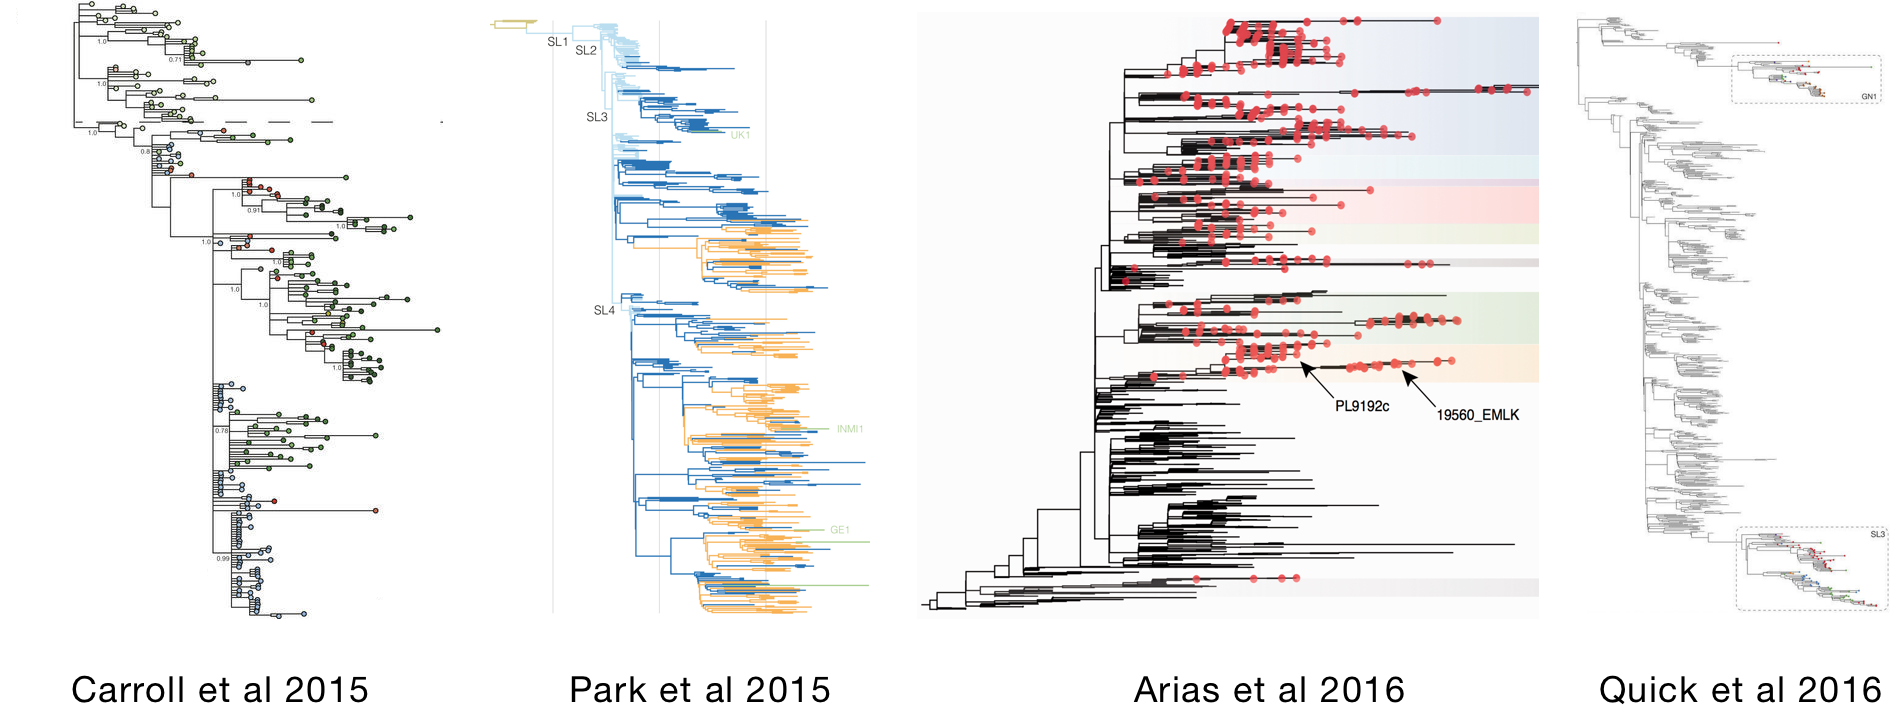 1.0
0.71
1.0
1.0
0.8
1.0
0.91
1.0
1.0
1.0
1.0
1.0
1.0
0.78
0.99
SL1
SL2
SL3
UK1
SL4
INMI1
GE1
PL9192c
19560_EMLK
GN1
SL3
Carroll et al 2015
Park et al 2015
Arias et al 2016
Quick et al 2016